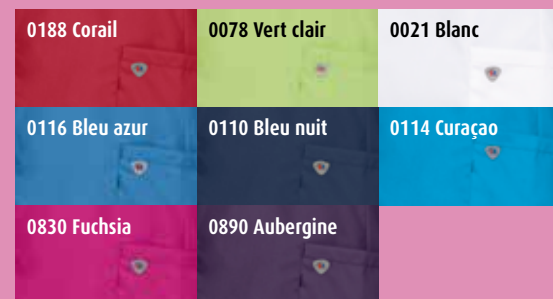 0188 Corail
0078 Vert clair
0021 Blanc
0116 Bleu azur
0110 Bleu nuit
0114 Curaçao
0830 Fuchsia
0890 Aubergine